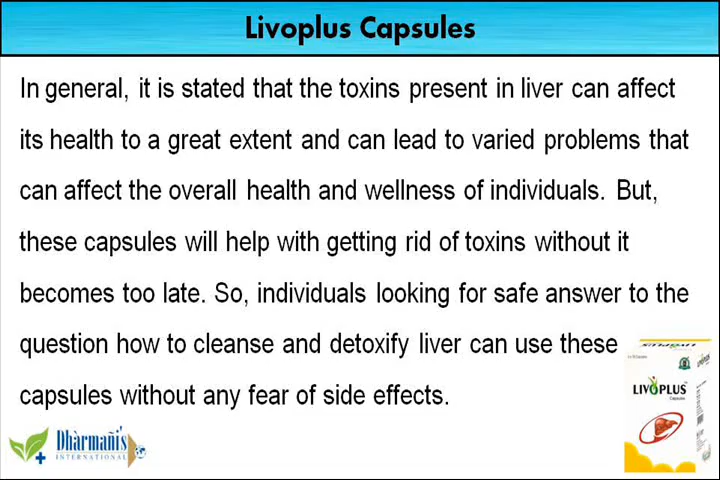 Livoplus Capsules
In general, it is stated that the toxins present in liver can affect
its health to a great extent and can lead to varied problems that
can affect the overall health and wellness of individuals. But,
these capsules will help with getting rid of toxins without it
becomes too late. So, individuals looking for safe answer to the
question how to cleanse and detoxify liver can use these
capsules without any fear of side effects.
LIVOPLUS
Capsules
Dhàrmañi's
INTERNATIONAL